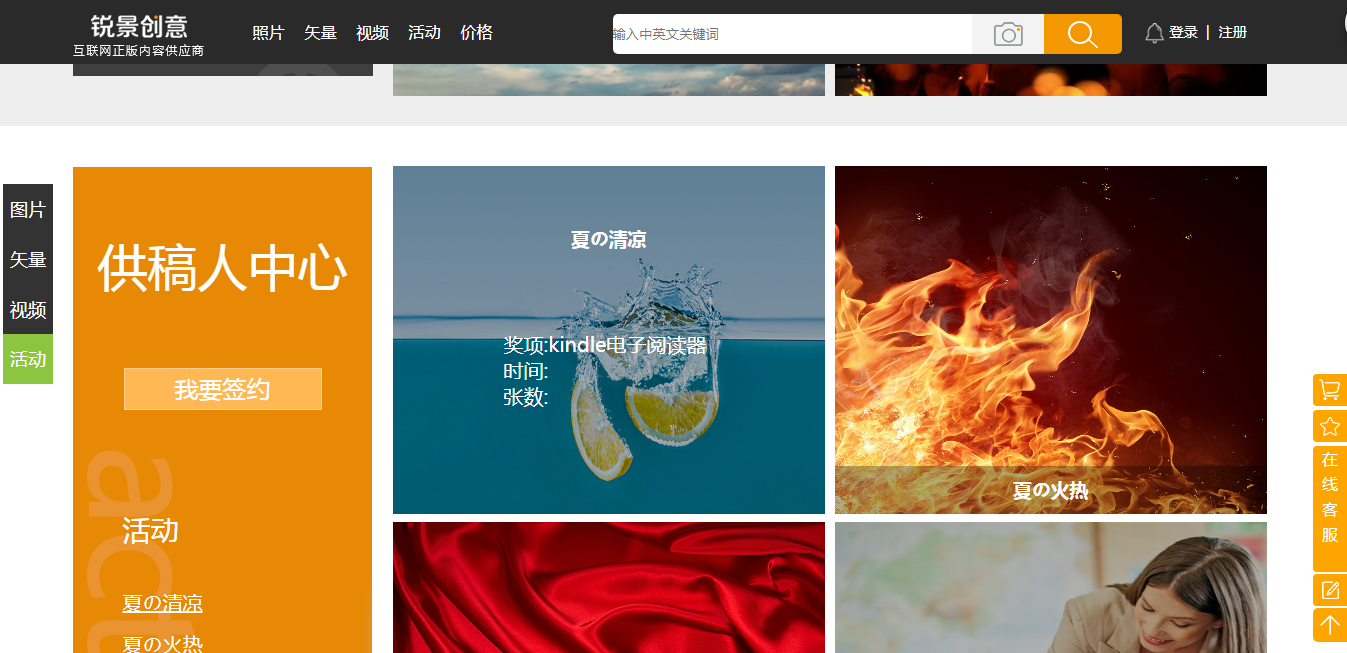 锐景创意
互联网正版内容供应商
照片 矢量 视频 活动 价格
输入中英文关键词
登录 | 注册
图片
矢量
视频
活动
供稿人中心
我要签约
act
活动
夏の清凉
夏の火热
夏の清凉
奖项:kindle电子阅读器
时间:
张数:
夏の火热
在
线
客
服